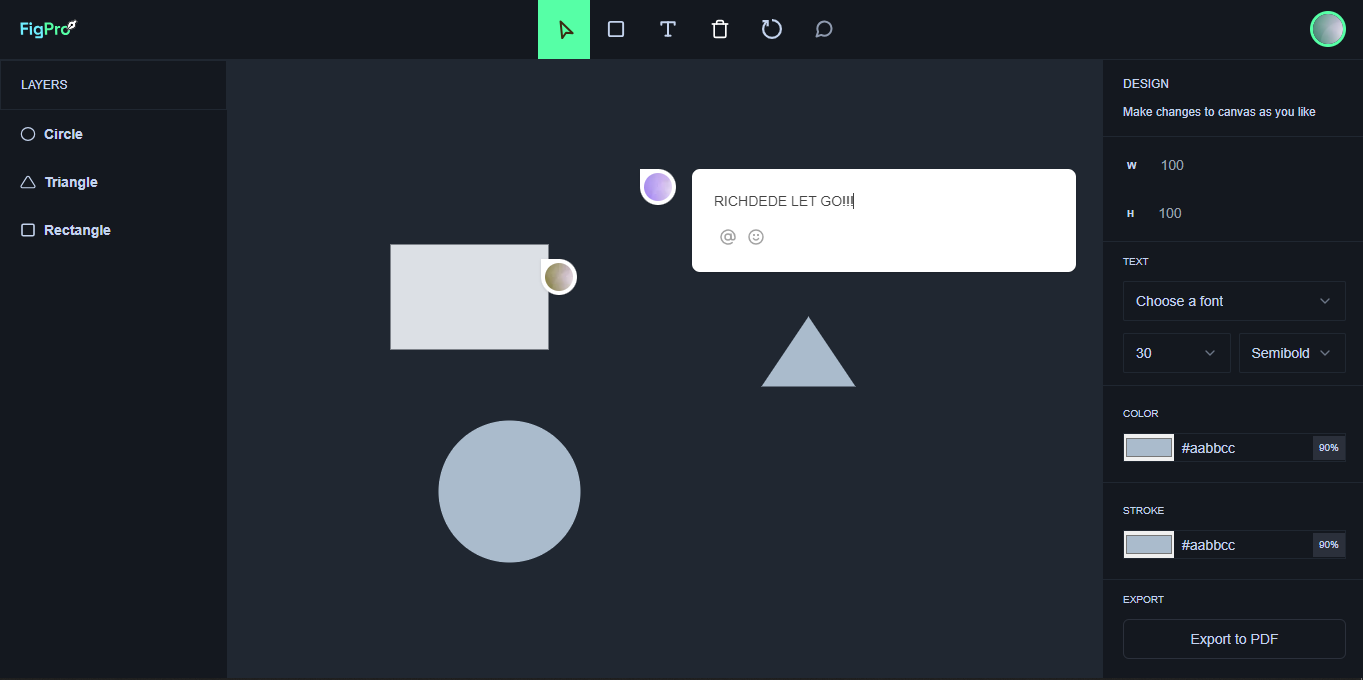 FigPro
LAYERS
Circle
Triangle
Rectangle
RICHDEDE LET GO!!!
DESIGN
Make changes to canvas as you like
W 100
H 100
TEXT
Choose a font
30 Semibold
COLOR
#aabbcc 90%
STROKE
#aabbcc 90%
EXPORT
Export to PDF